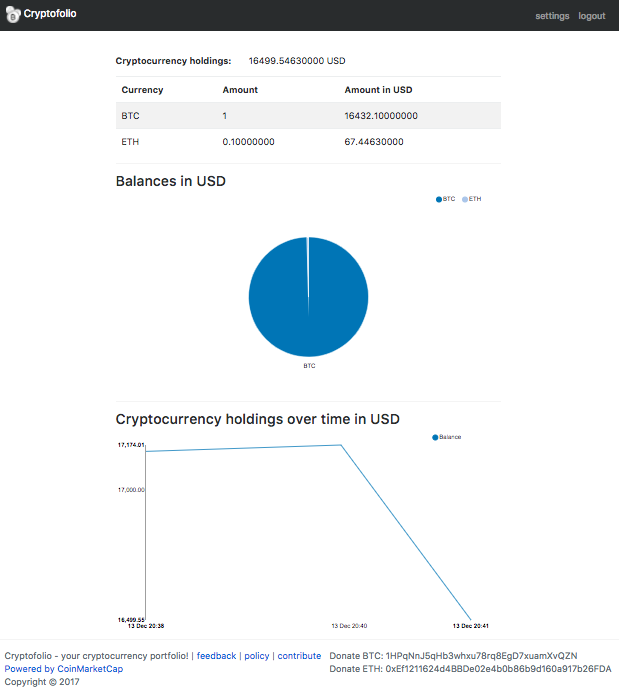 Cryptofolio
settings logout
Cryptocurrency holdings: 16499.54630000 USD
Currency Amount Amount in USD
BTC 1 16432.10000000
ETH 0.10000000 67.44630000
Balances in USD
BTC ETH
BTC
Cryptocurrency holdings over time in USD
Balance
17,174.01
17,000.00
16,499.55
13 Dec 20:38 13 Dec 20:40 13 Dec 20:41
Cryptofolio - your cryptocurrency portfolio! | feedback | policy | contribute
Powered by CoinMarketCap
Copyright © 2017
Donate BTC: 1HPqNnJ5qHb3whxu78rq8EgD7xuamXvQZN
Donate ETH: 0xEf1211624d4BBDe02e4b0b86b9d160a917b26FDA